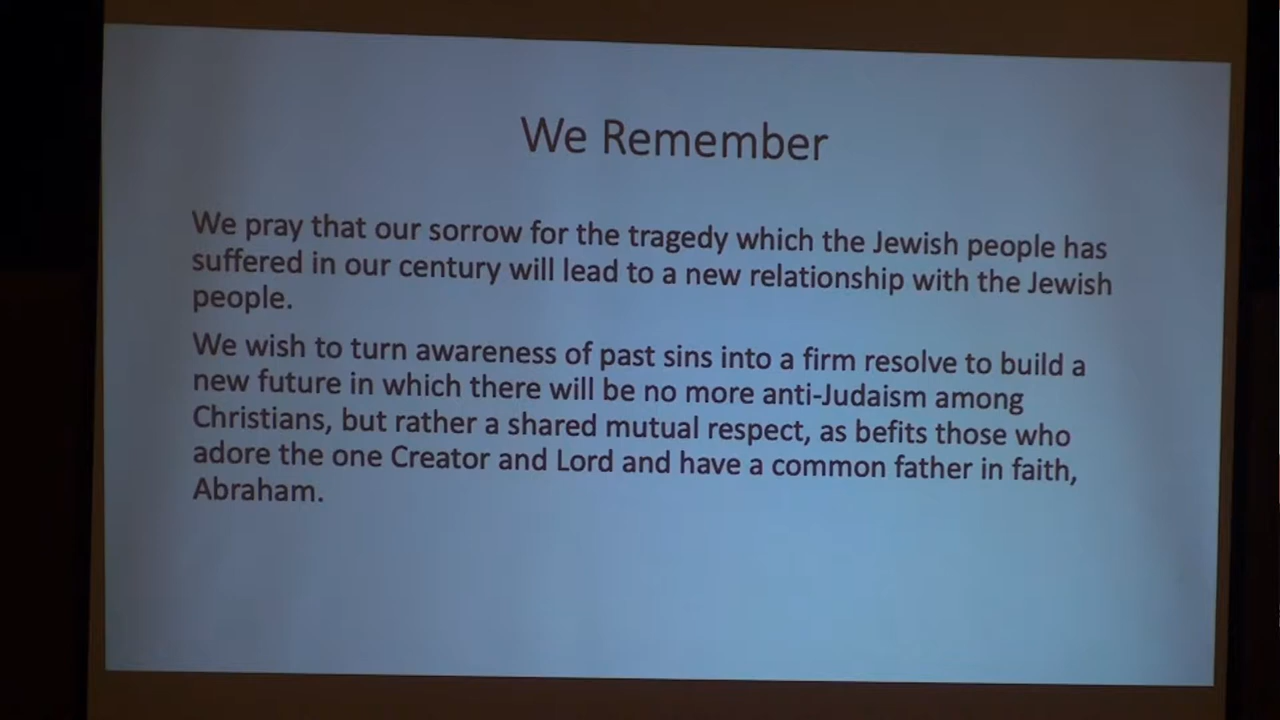 We Remember
We pray that our sorrow for the tragedy which the Jewish people has
suffered in our century will lead to a new relationship with the Jewish
people.
We wish to turn awareness of past sins into a firm resolve to build a
new future in which there will be no more anti-Judaism among
Christians, but rather a shared mutual respect, as befits those who
adore the one Creator and Lord and have a common father in faith,
Abraham.